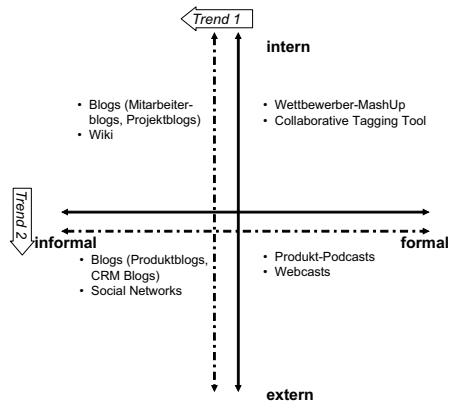 Trend 1
intern
• Blogs (Mitarbeiter-
blogs, Projektblogs)
• Wiki
• Wettbewerber-MashUp
• Collaborative Tagging Tool
Trend 2
informal
formal
• Blogs (Produktblogs,
CRM Blogs)
• Social Networks
• Produkt-Podcasts
• Webcasts
extern